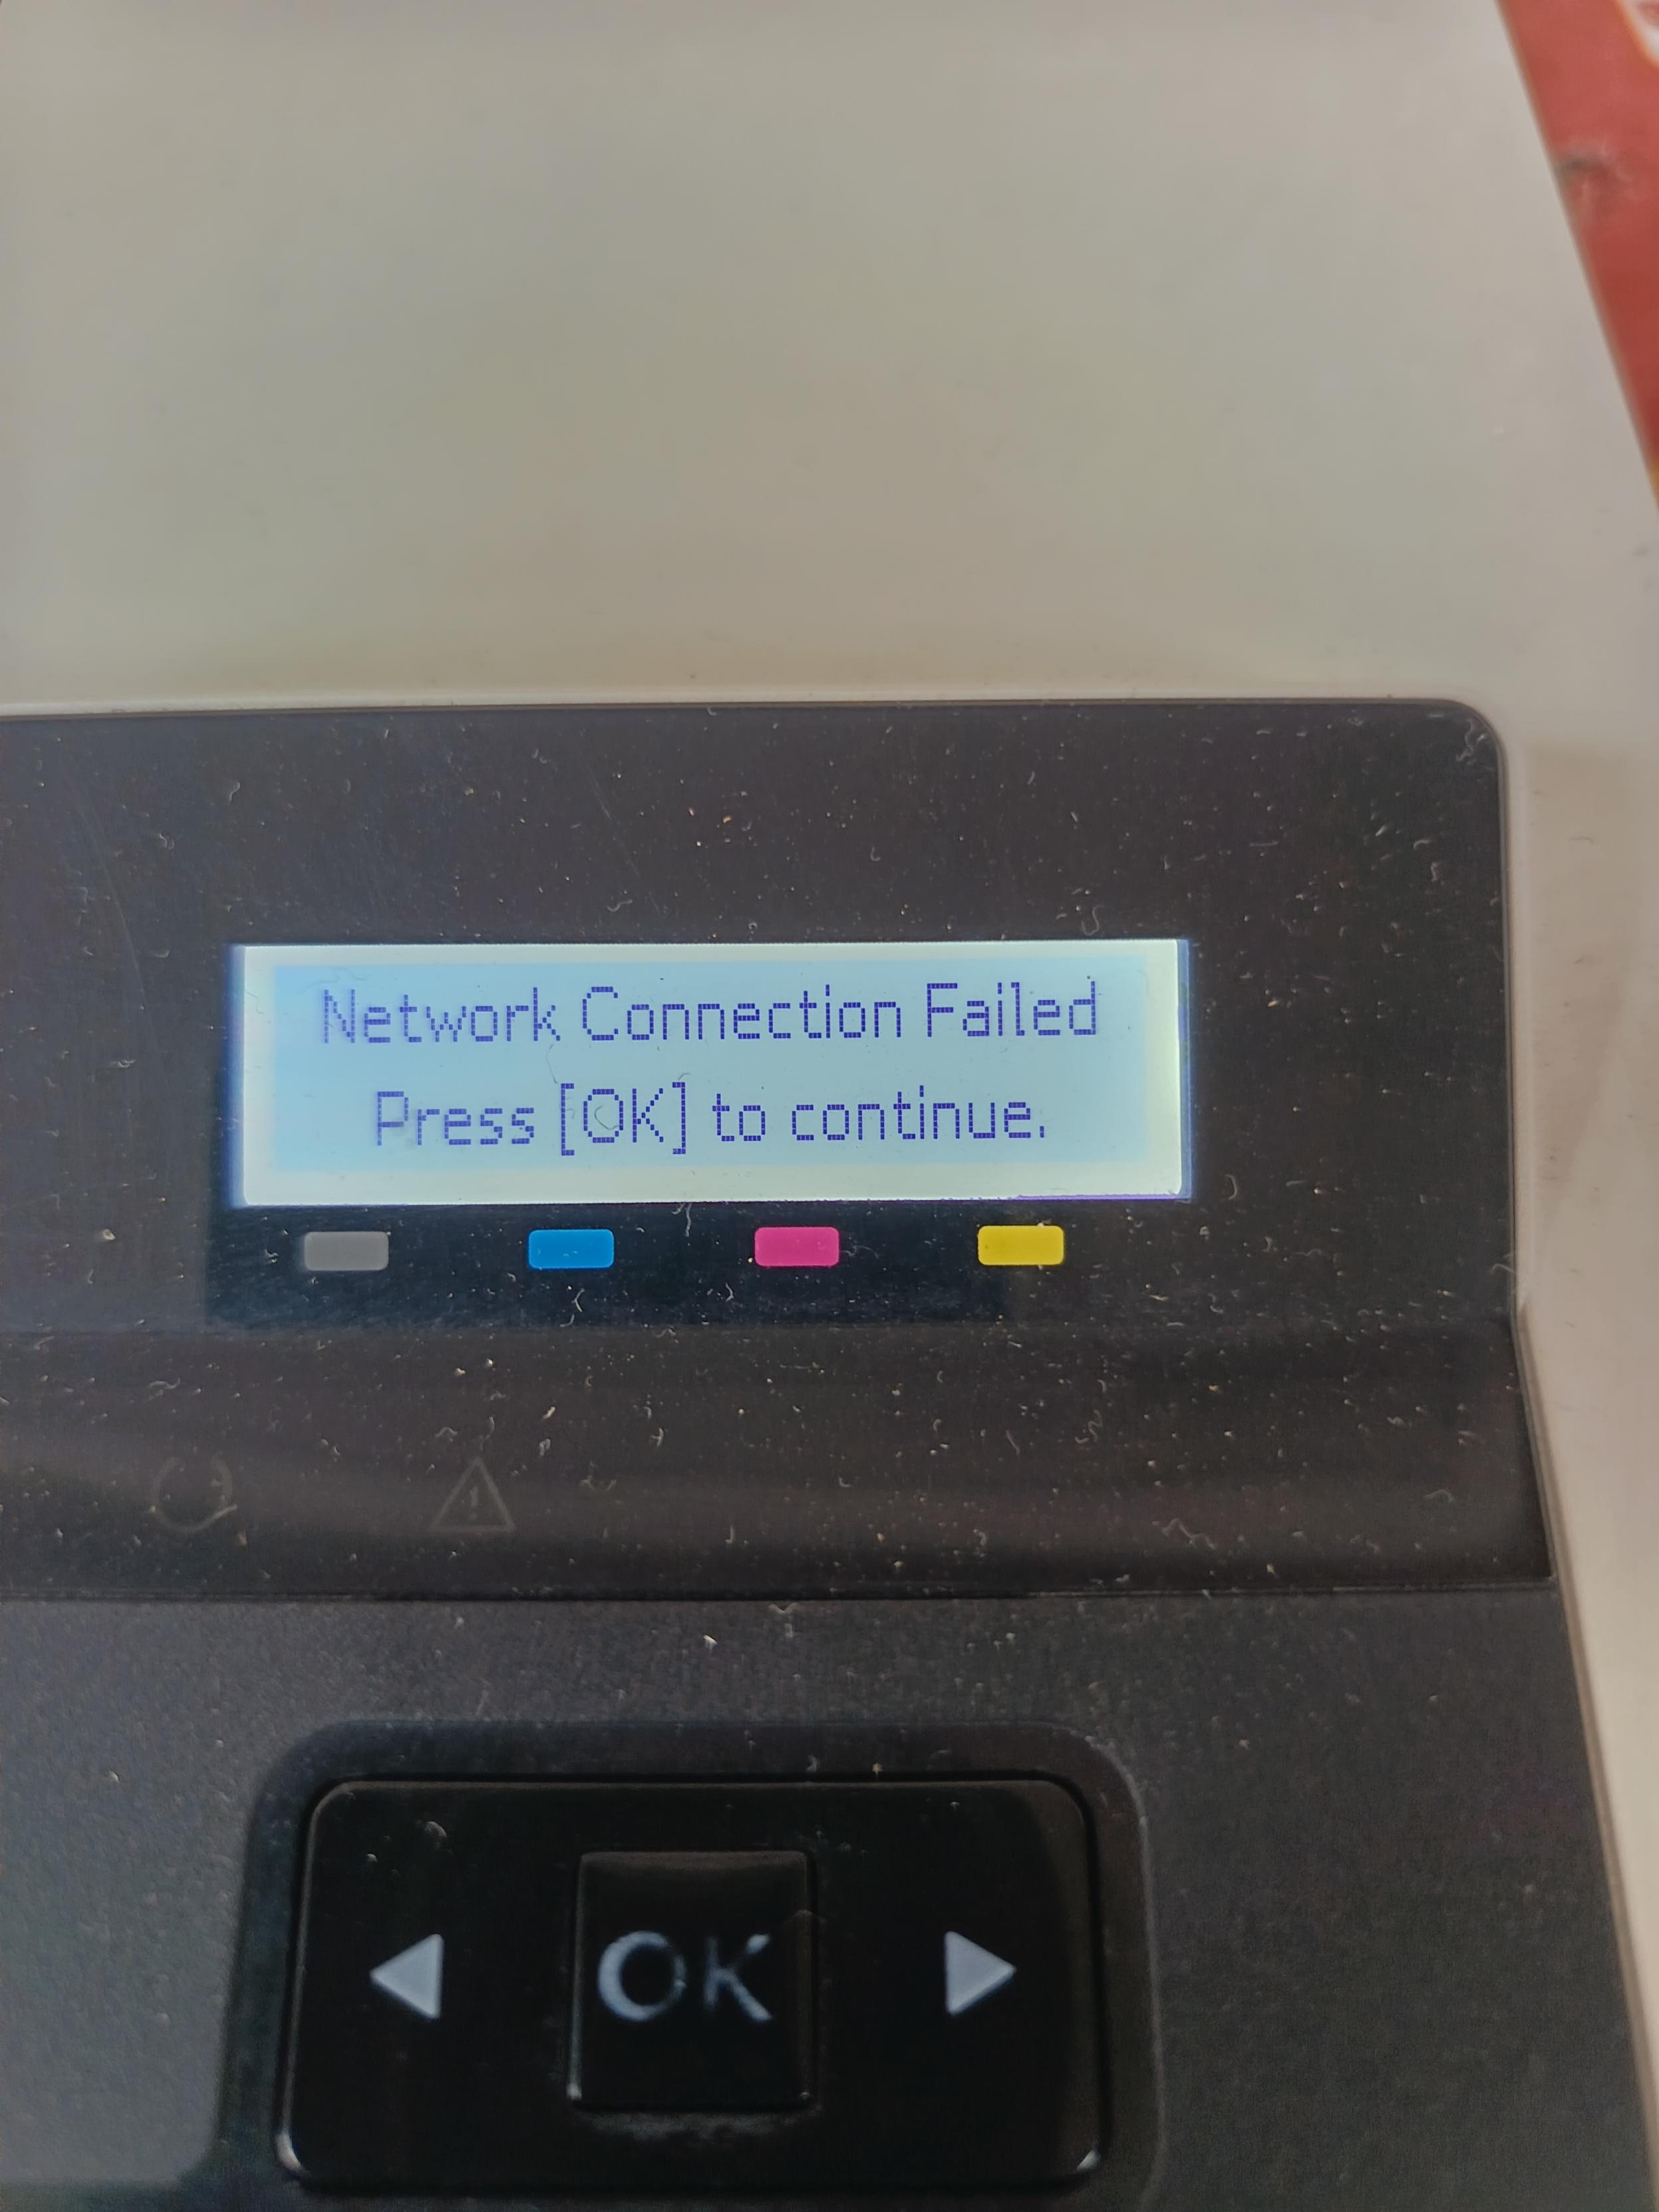 Network Connection Failed
Press [OK] to continue.
OK